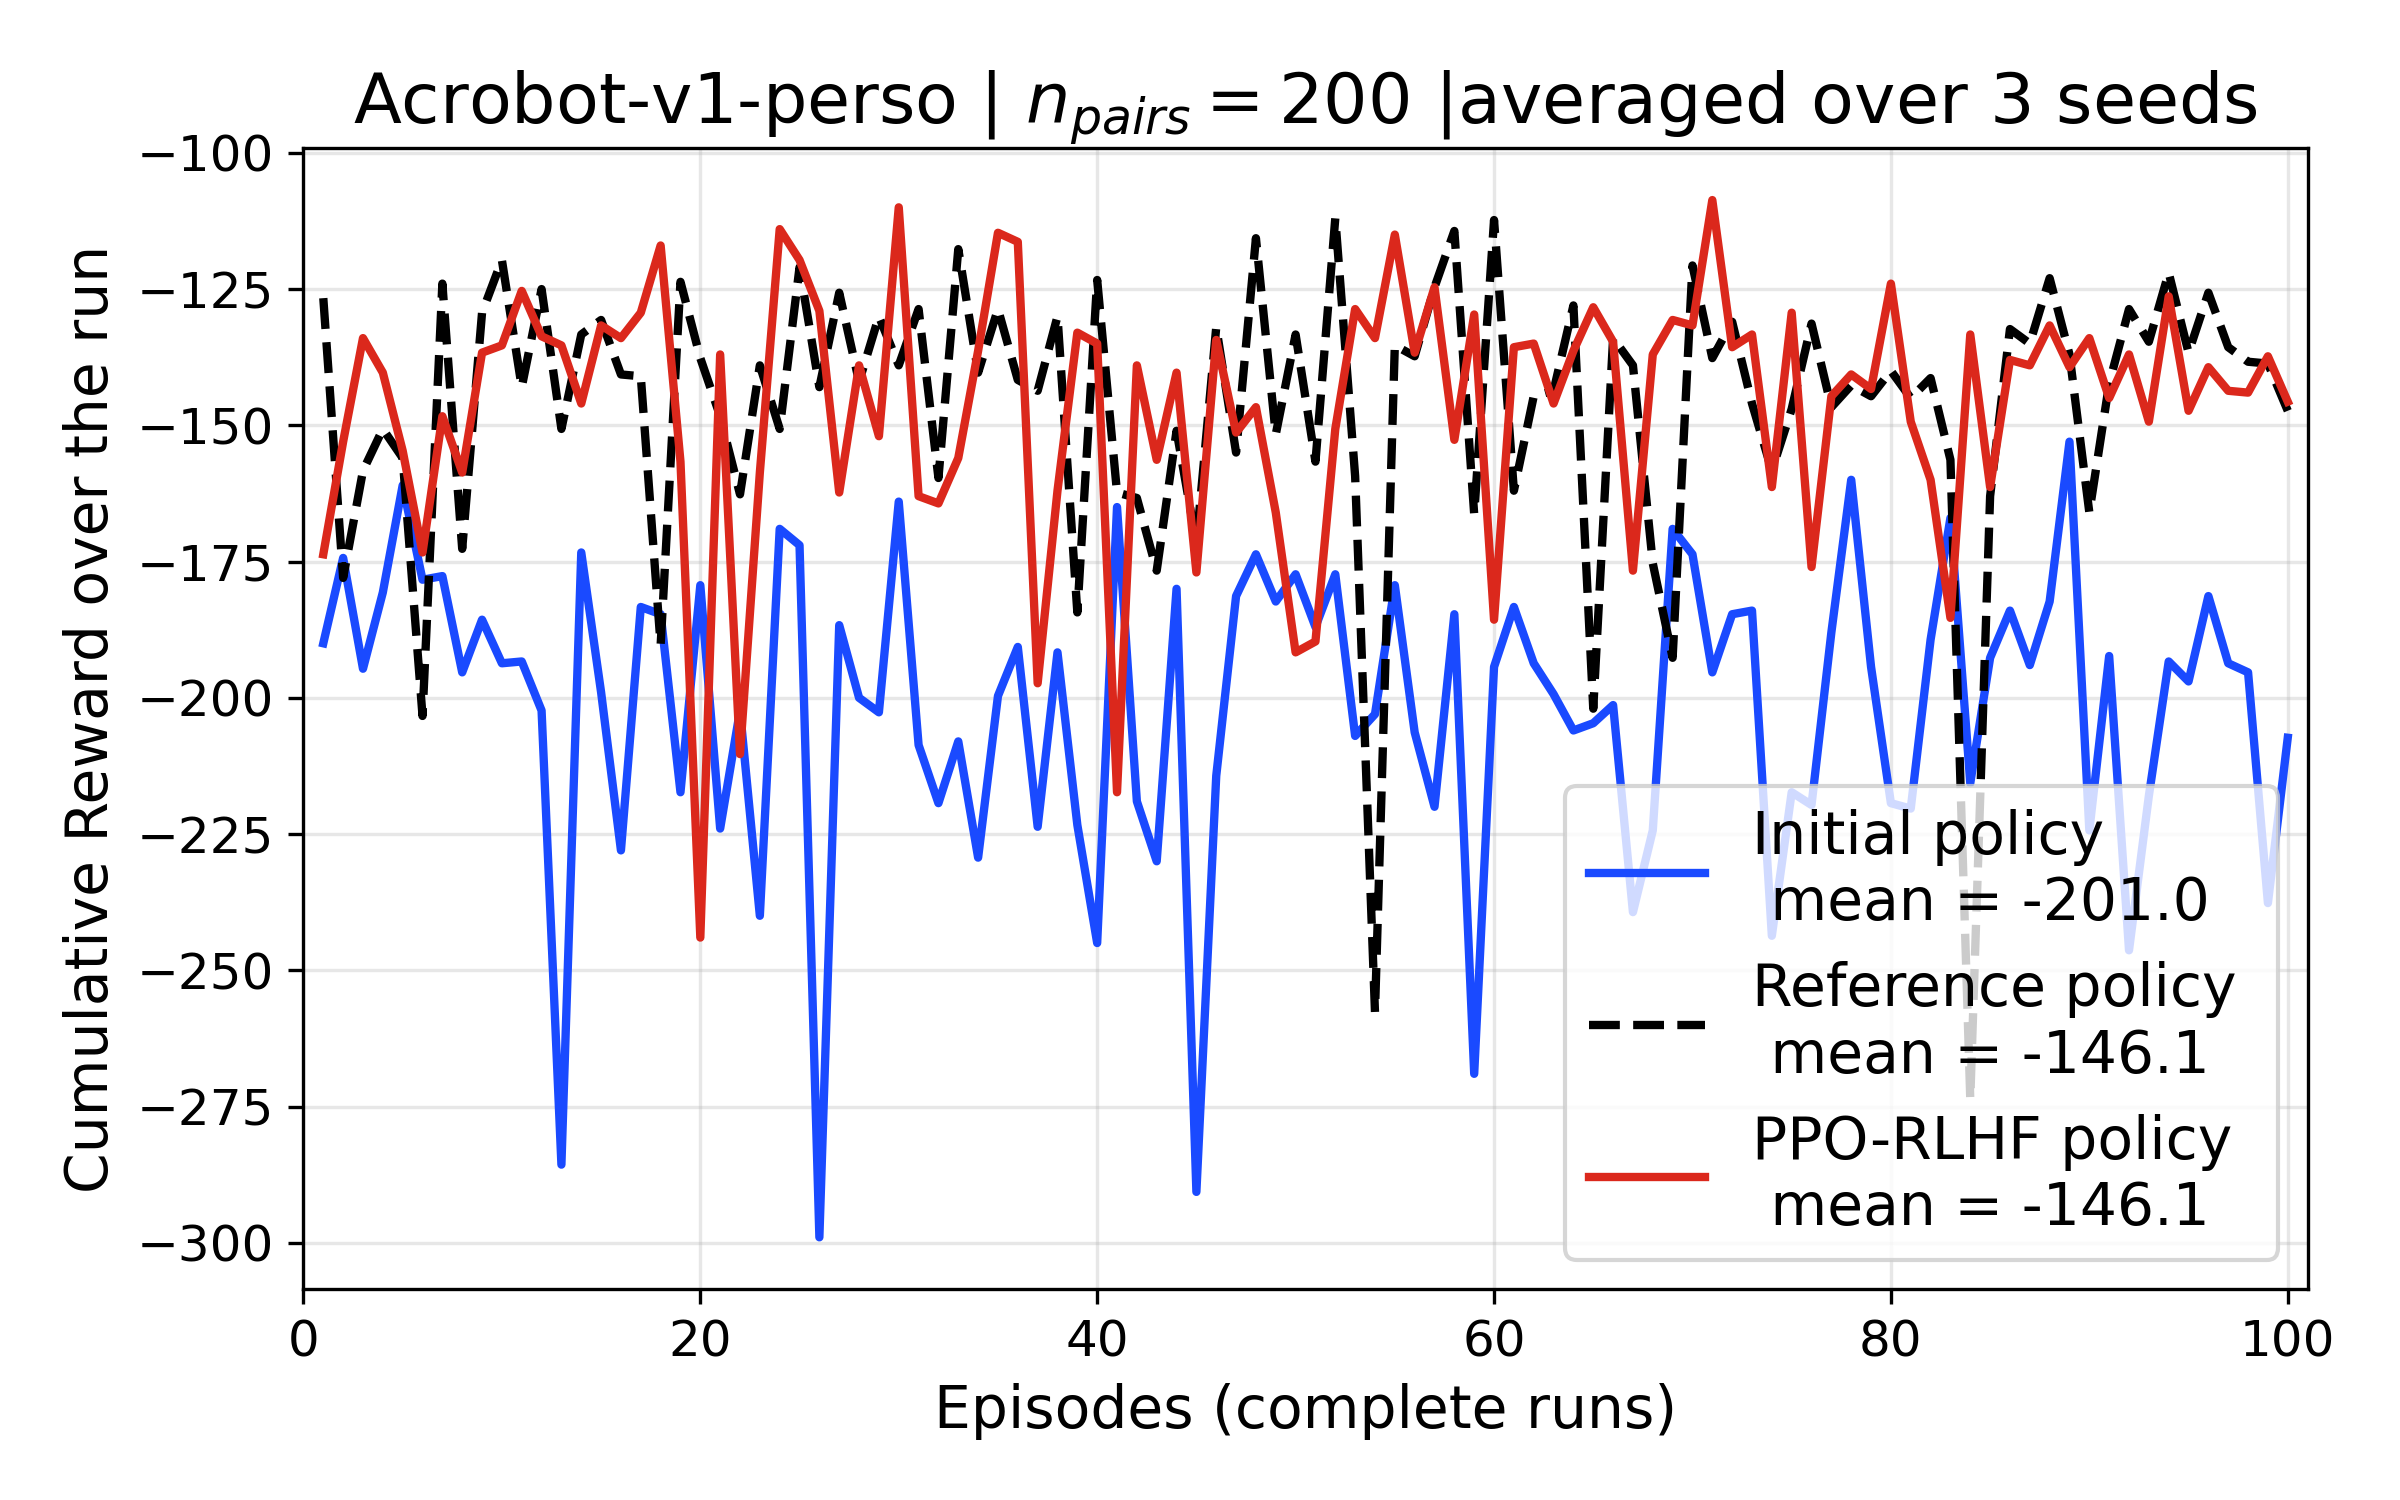 Acrobot-v1-perso | n_pairs = 200 |averaged over 3 seeds
Cumulative Reward over the run
−100
−125
−150
−175
−200
−225
−250
−275
−300
Initial policy
mean = -201.0
Reference policy
mean = -146.1
PPO-RLHF policy
mean = -146.1
0 20 40 60 80 100
Episodes (complete runs)